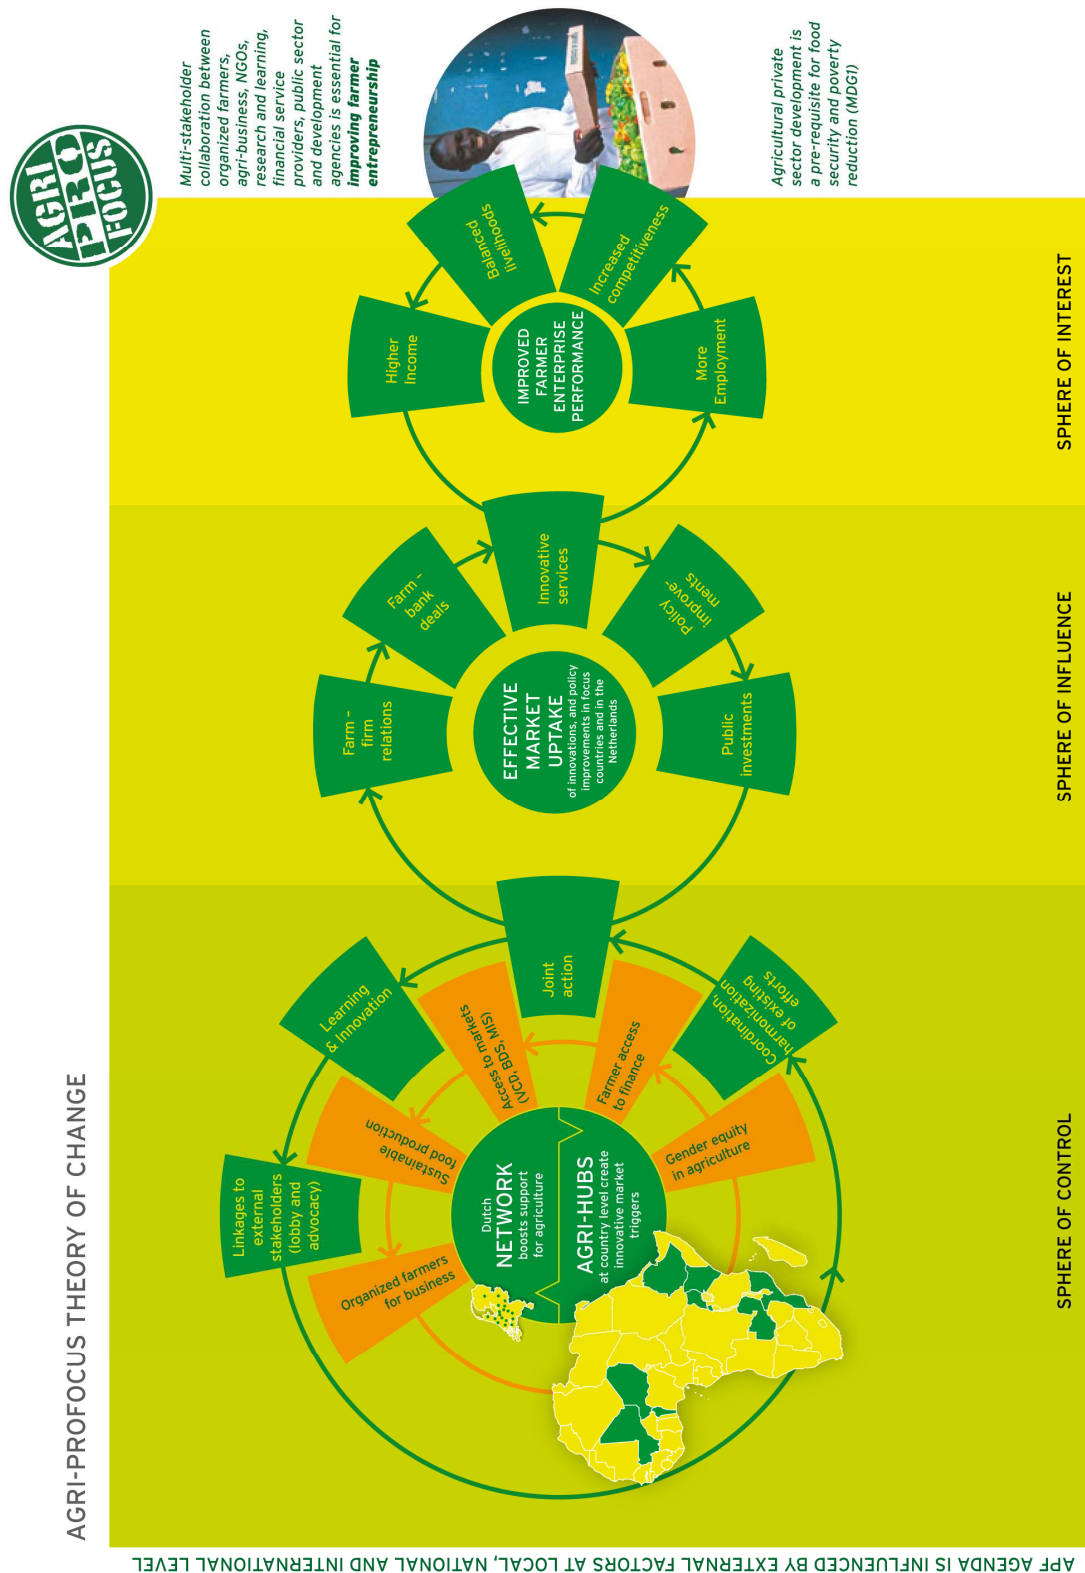 AGRI-PROFOCUS THEORY OF CHANGE
AGRI
PRO
FOCUS
APF AGENDA IS INFLUENCED BY EXTERNAL FACTORS AT LOCAL, NATIONAL AND INTERNATIONAL LEVEL
Linkages to
external
stakeholders
(lobby and
advocacy)
Learning
& Innovation
Joint
action
Coordination,
harmonization
of existing
efforts
Organized farmers
for business
Sustainable
food production
Access to markets
(VCD, BDS, MIS)
Farmer access
to finance
Gender equity
in agriculture
Dutch
NETWORK
boosts support
for agriculture
AGRI-HUBS
at country level create
innovative market
triggers
SPHERE OF CONTROL
Farm -
firm
relations
Farm -
bank
deals
Innovative
services
Policy
improve-
ments
Public
investments
EFFECTIVE
MARKET
UPTAKE
of innovations, and policy
improvements in focus
countries and in the
Netherlands
SPHERE OF INFLUENCE
Higher
Income
Balanced
livelihoods
Increased
competitiveness
More
Employment
IMPROVED
FARMER
ENTERPRISE
PERFORMANCE
SPHERE OF INTEREST
Multi-stakeholder
collaboration between
organized farmers,
agri-business, NGOs,
research and learning,
financial service
providers, public sector
and development
agencies is essential for
improving farmer
entrepreneurship
Agricultural private
sector development is
a pre-requisite for food
security and poverty
reduction (MDG1)